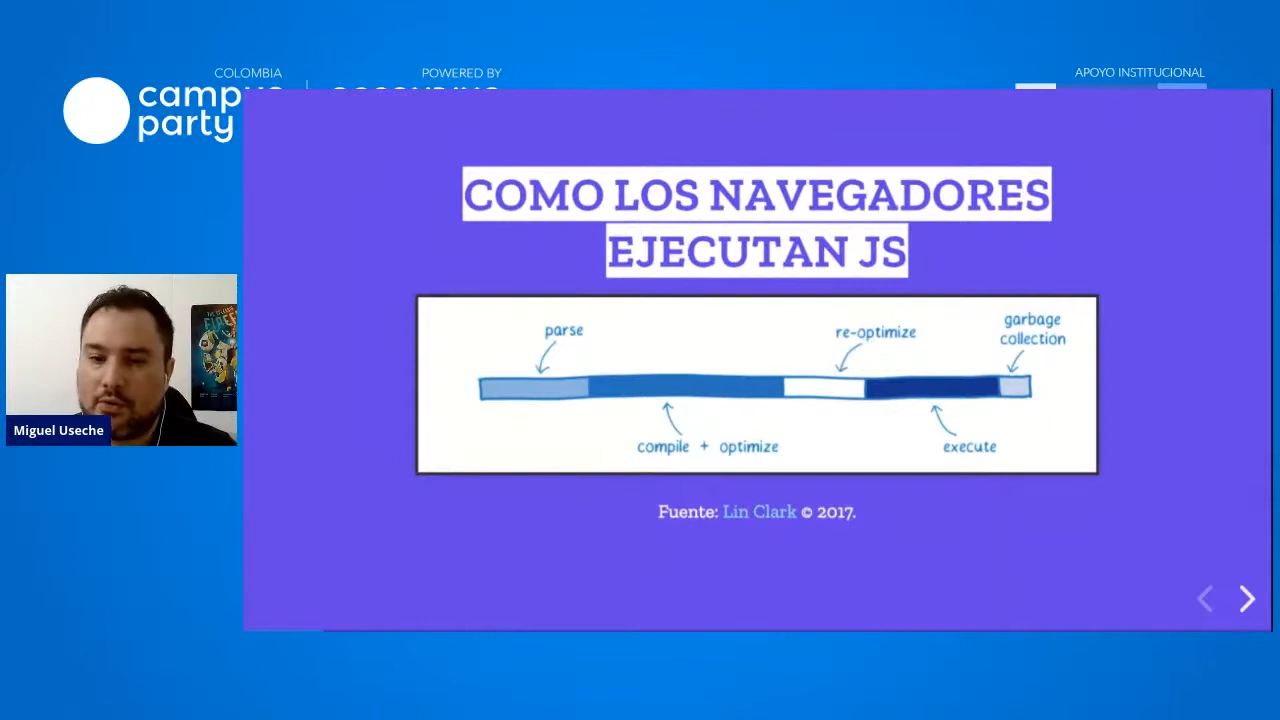 COLOMBIA
POWERED BY
APOYO INSTITUCIONAL
campus
party
COMO LOS NAVEGADORES
EJECUTAN JS
parse
re-optimize
garbage
collection
compile + optimize
execute
Fuente: Lin Clark © 2017.
Miguel Useche